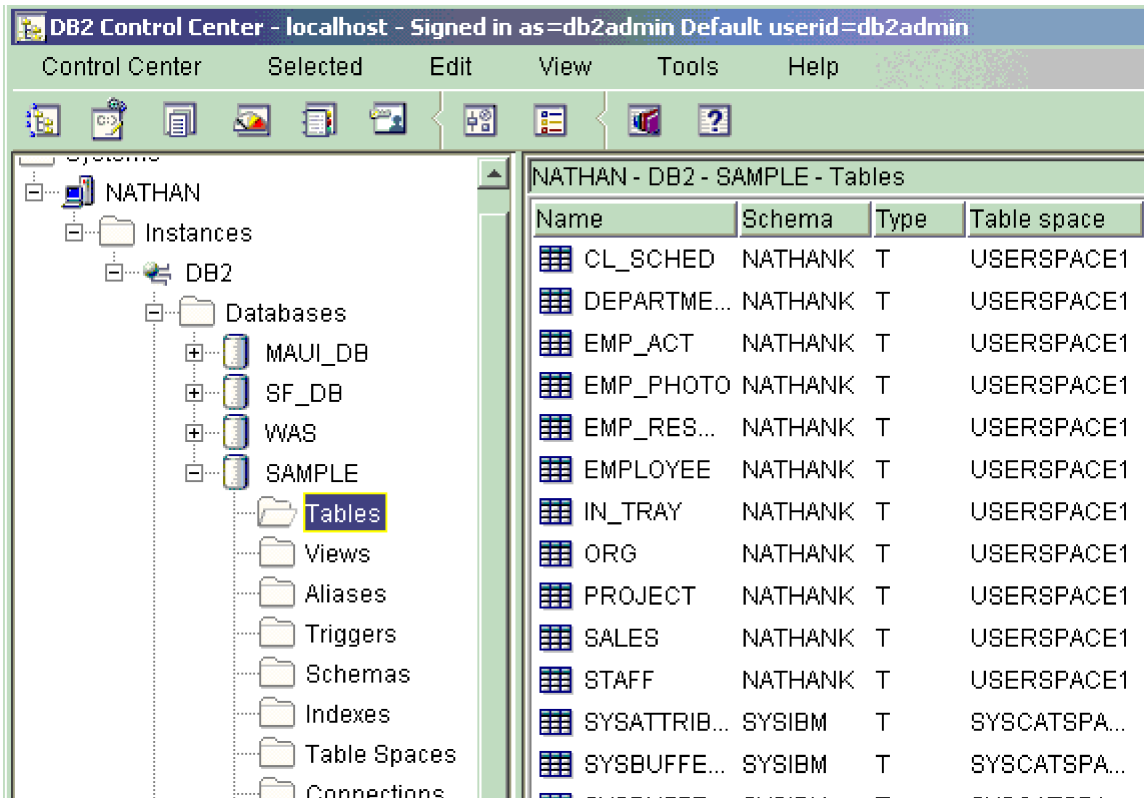 DB2 Control Center - localhost - Signed in as=db2admin Default userid=db2admin
Control Center Selected Edit View Tools Help
Systems
NATHAN
Instances
DB2
Databases
MAUI_DB
SF_DB
WAS
SAMPLE
Tables
Views
Aliases
Triggers
Schemas
Indexes
Table Spaces
Connections
NATHAN - DB2 - SAMPLE - Tables
Name Schema Type Table space
CL_SCHED NATHANK T USERSPACE1
DEPARTME... NATHANK T USERSPACE1
EMP_ACT NATHANK T USERSPACE1
EMP_PHOTO NATHANK T USERSPACE1
EMP_RES... NATHANK T USERSPACE1
EMPLOYEE NATHANK T USERSPACE1
IN_TRAY NATHANK T USERSPACE1
ORG NATHANK T USERSPACE1
PROJECT NATHANK T USERSPACE1
SALES NATHANK T USERSPACE1
STAFF NATHANK T USERSPACE1
SYSATTRIB... SYSIBM T SYSCATSPA...
SYSBUFFE... SYSIBM T SYSCATSPA...